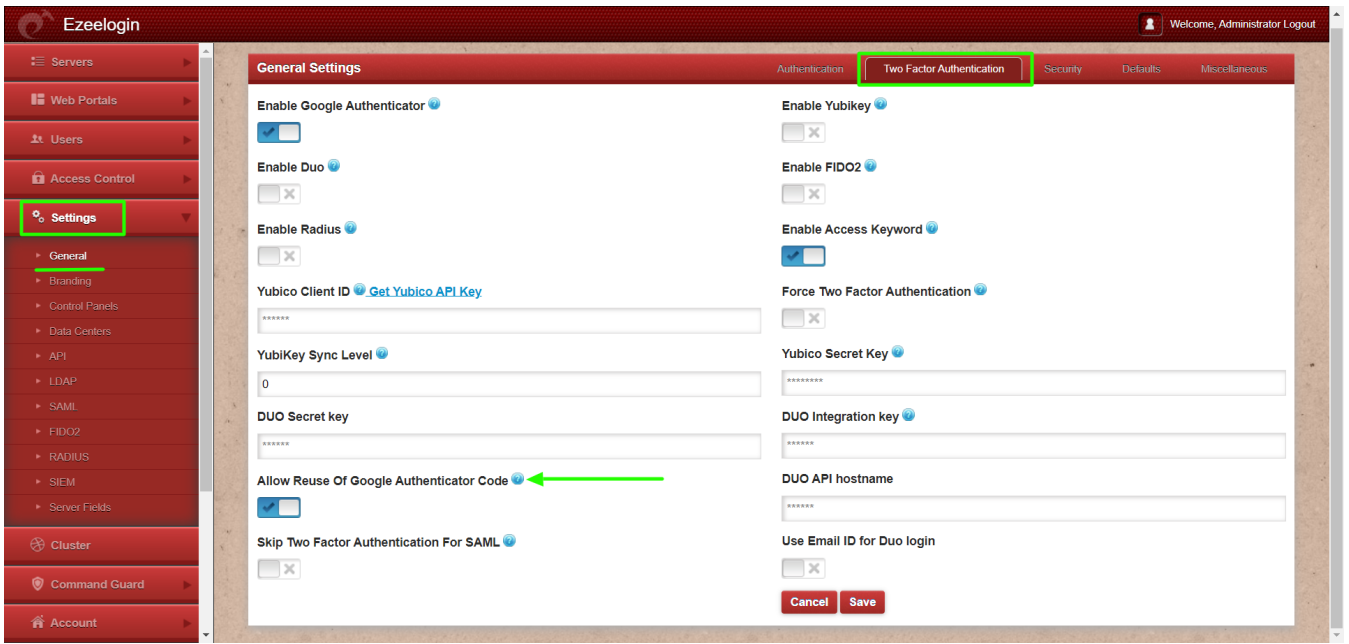 Ezeelogin
Welcome, Administrator Logout
Servers
Web Portals
Users
Access Control
Settings
General
Branding
Control Panels
Data Centers
API
LDAP
SAML
FIDO2
RADIUS
SIEM
Server Fields
Cluster
Command Guard
Account
General Settings
Authentication
Two Factor Authentication
Security
Defaults
Miscellaneous
Enable Google Authenticator
Enable Yubikey
Enable Duo
Enable FIDO2
Enable Radius
Enable Access Keyword
Yubico Client ID Get Yubico API Key
******
Force Two Factor Authentication
YubiKey Sync Level
0
Yubico Secret Key
********
DUO Secret key
******
DUO Integration key
******
Allow Reuse Of Google Authenticator Code
DUO API hostname
******
Skip Two Factor Authentication For SAML
Use Email ID for Duo login
Cancel
Save